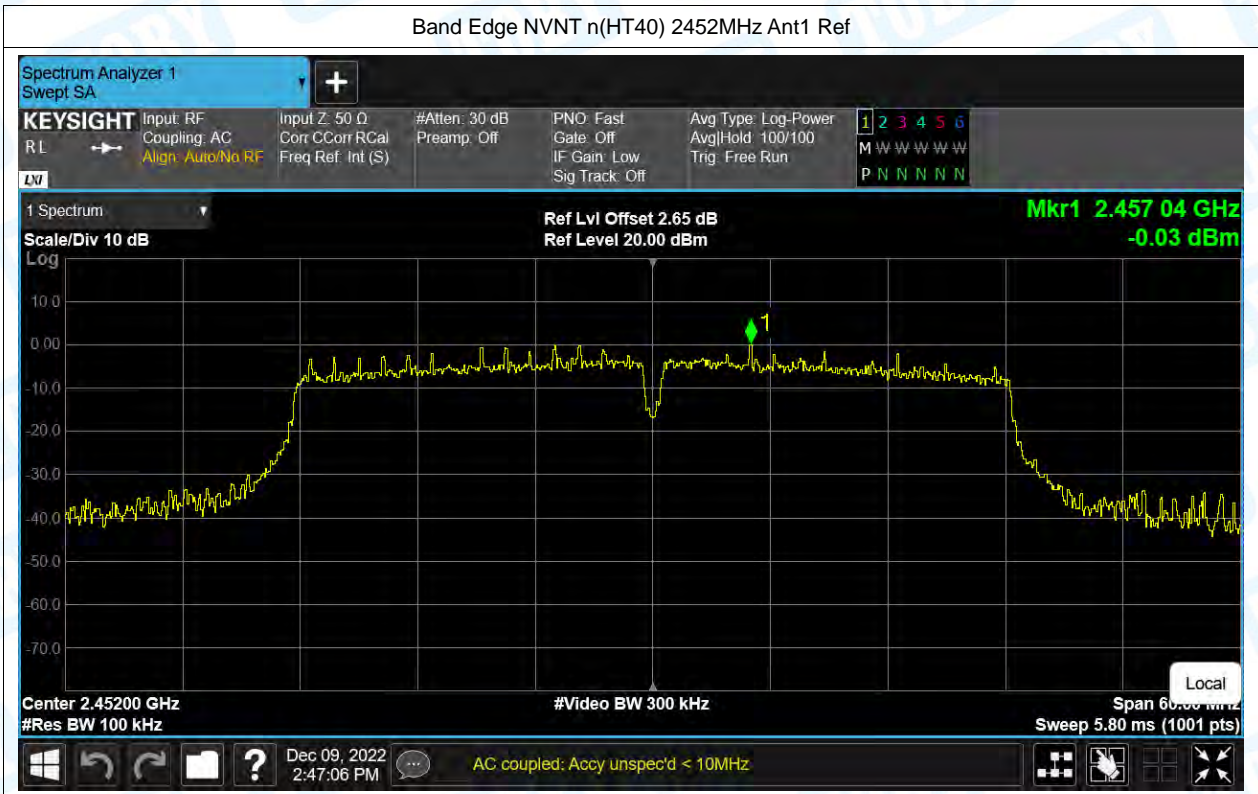 Band Edge NVNT n(HT40) 2452MHz Ant1 Ref
Spectrum Analyzer 1
Swept SA
+
KEYSIGHT
RL
LXI
Input: RF
Coupling: AC
Align: Auto/No RF
Input Z: 50 Ω
Corr CCorr RCal
Freq Ref: Int (S)
#Atten: 30 dB
Preamp: Off
PNO: Fast
Gate: Off
IF Gain: Low
Sig Track: Off
Avg Type: Log-Power
Avg|Hold: 100/100
Trig: Free Run
1 2 3 4 5 6
M W W W W W
P N N N N N
1 Spectrum
Scale/Div 10 dB
Log
Ref Lvl Offset 2.65 dB
Ref Level 20.00 dBm
Mkr1 2.457 04 GHz
-0.03 dBm
1
10.0
0.00
-10.0
-20.0
-30.0
-40.0
-50.0
-60.0
-70.0
Local
Center 2.45200 GHz
#Res BW 100 kHz
#Video BW 300 kHz
Span 60.00 MHz
Sweep 5.80 ms (1001 pts)
?
Dec 09, 2022
2:47:06 PM
AC coupled: Accy unspec'd < 10MHz